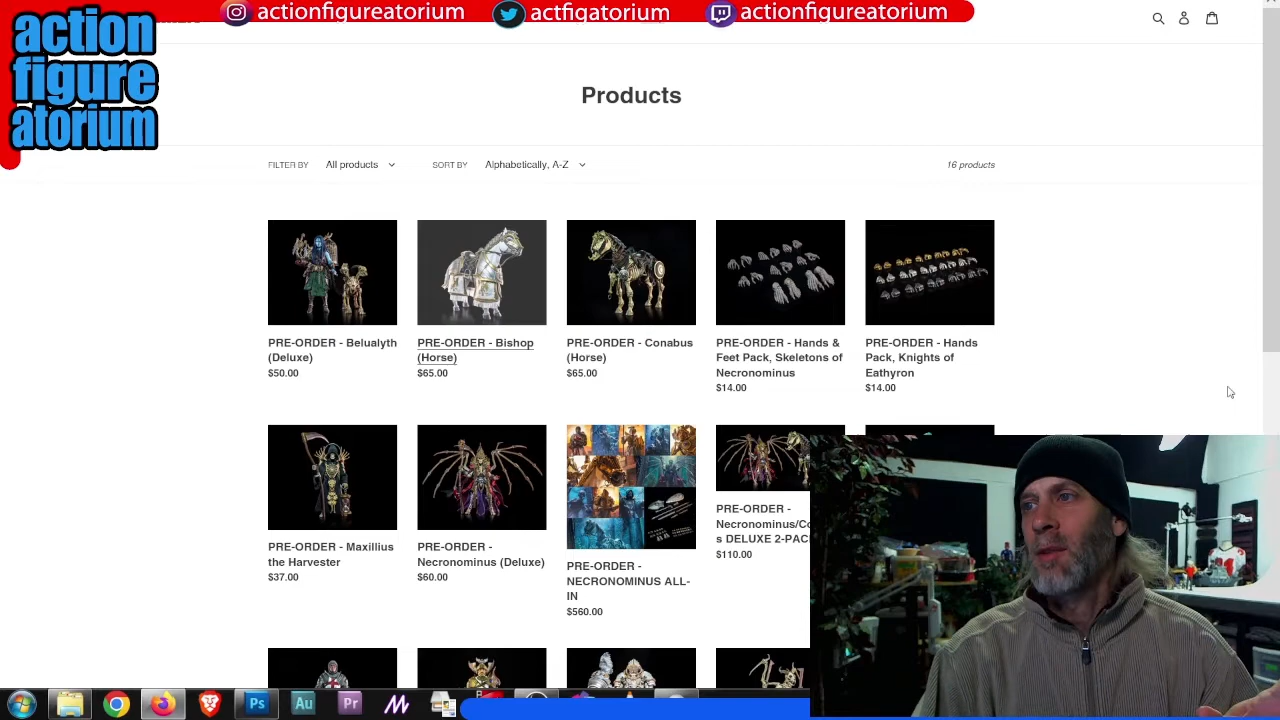 actionfigureatorium
actfigatorium
actionfigureatorium
action
figure
atorium
Products
FILTER BY All products SORT BY Alphabetically, A-Z 16 products
PRE-ORDER - Belualyth
(Deluxe)
$50.00
PRE-ORDER - Bishop
(Horse)
$65.00
PRE-ORDER - Conabus
(Horse)
$65.00
PRE-ORDER - Hands &
Feet Pack, Skeletons of
Necronominus
$14.00
PRE-ORDER - Hands
Pack, Knights of
Eathyron
$14.00
PRE-ORDER - Maxillius
the Harvester
$37.00
PRE-ORDER -
Necronominus (Deluxe)
$60.00
PRE-ORDER -
NECRONOMINUS ALL-
IN
$560.00
PRE-ORDER -
Necronominus/Co
s DELUXE 2-PAC
$110.00
Ps
Au
Pr